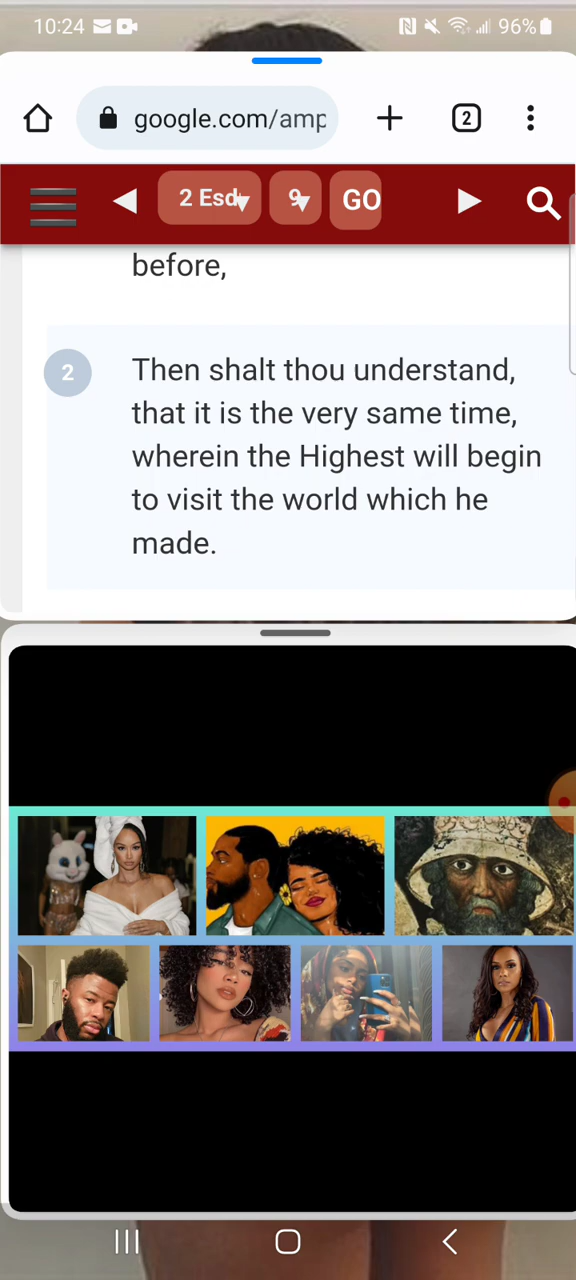 10:24 96%
google.com/amp 2
2 Esd 9 GO
before,
2 Then shalt thou understand,
that it is the very same time,
wherein the Highest will begin
to visit the world which he
made.